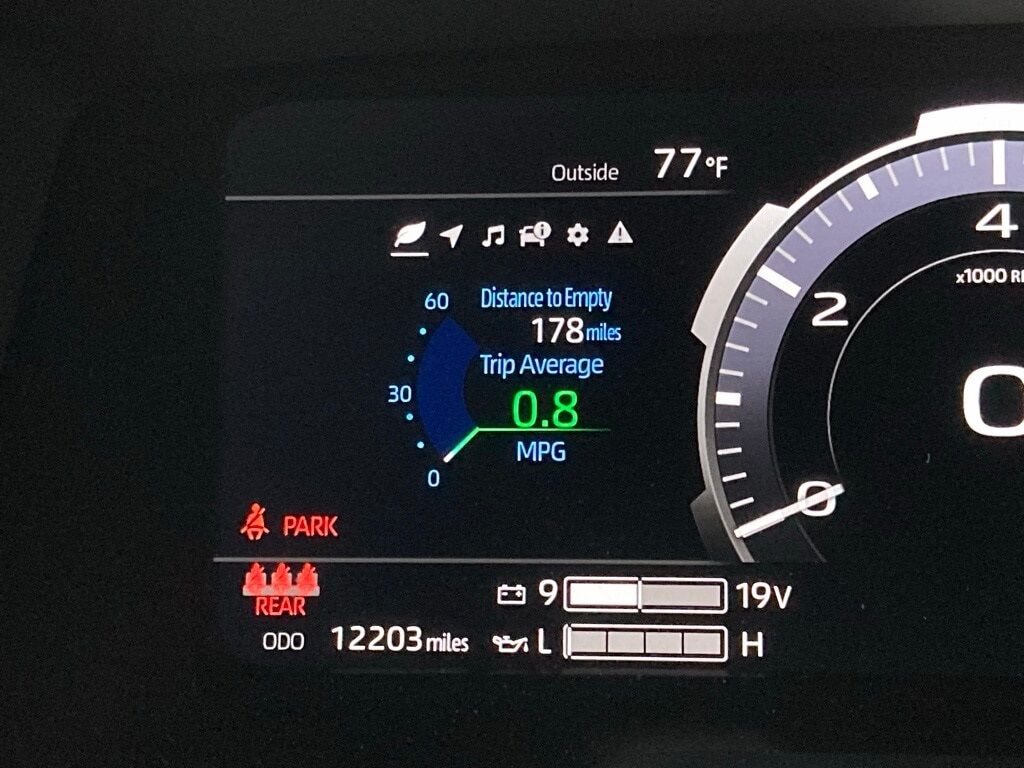 Outside 77°F
60
Distance to Empty
178 miles
Trip Average
30
0.8
MPG
0
PARK
REAR
9 19V
ODO 12203 miles
L H
4
x1000 R
2
0
0